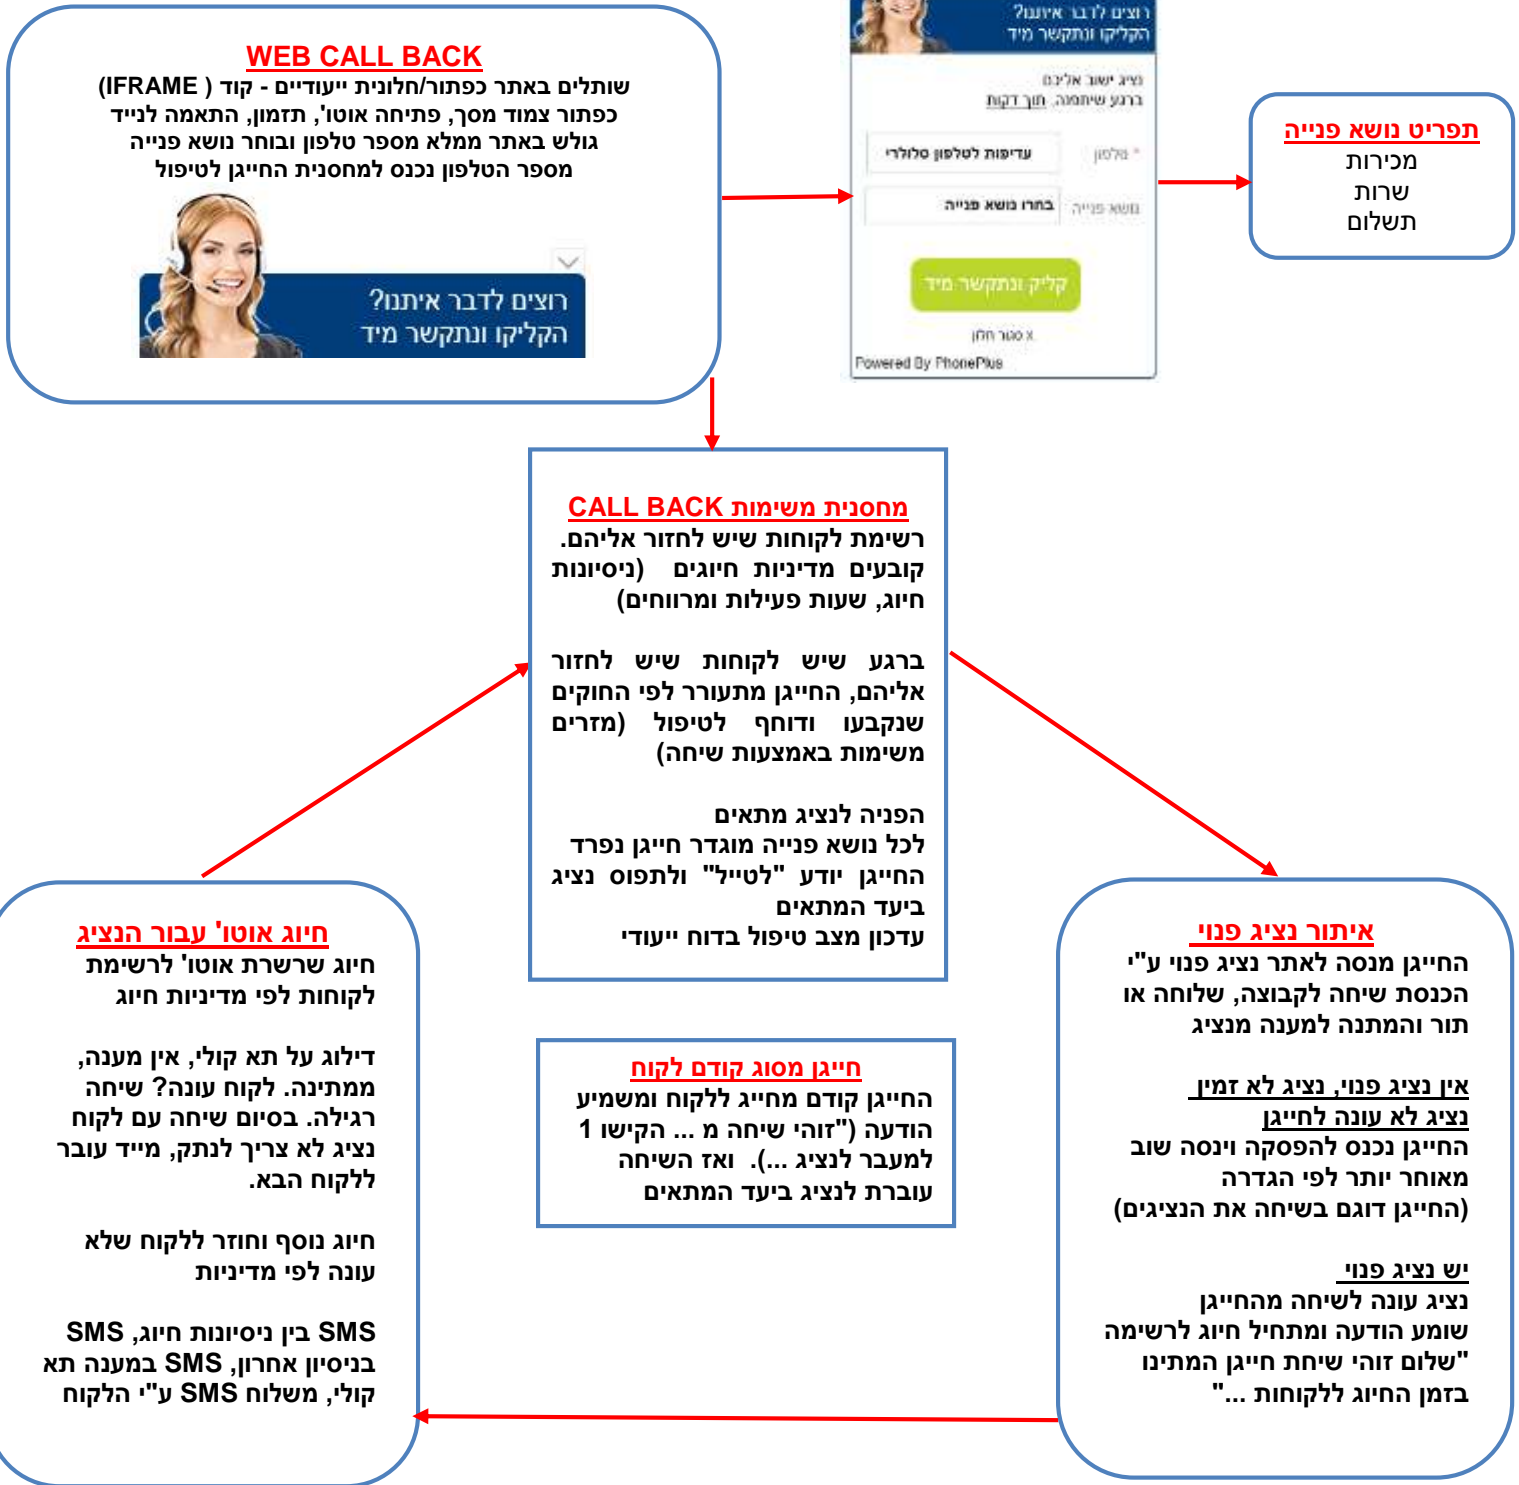 WEB CALL BACK
שותלים באתר כפתור/חלונית ייעודיים - קוד ( IFRAME)
כפתור צמוד מסך, פתיחה אוטו', תזמון, התאמה לנייד
גולש באתר ממלא מספר טלפון ובוחר נושא פנייה
מספר הטלפון נכנס למחסנית החייגן לטיפול
רוצים לדבר איתנו?
הקליקו ונתקשר מיד
רוצים לדבר איתנו?
הקליקו ונתקשר מיד
נציג ישוב אליכם
ברגע שיתפנה, תוך דקות
* טלפון עדיפות לטלפון סלולרי
נושא פנייה בחרו נושא פנייה
קליק ונתקשר מיד
x סגור חלון
Powered By PhonePlus
תפריט נושא פנייה
מכירות
שרות
תשלום
מחסנית משימות CALL BACK
רשימת לקוחות שיש לחזור אליהם.
קובעים מדיניות חיוגים (ניסיונות
חיוג, שעות פעילות ומרווחים)
ברגע שיש לקוחות שיש לחזור
אליהם, החייגן מתעורר לפי החוקים
שנקבעו ודוחף לטיפול (מזרים
משימות באמצעות שיחה)
הפניה לנציג מתאים
לכל נושא פנייה מוגדר חייגן נפרד
החייגן יודע "לטייל" ולתפוס נציג
ביעד המתאים
עדכון מצב טיפול בדוח ייעודי
איתור נציג פנוי
החייגן מנסה לאתר נציג פנוי ע"י
הכנסת שיחה לקבוצה, שלוחה או
תור והמתנה למענה מנציג
אין נציג פנוי, נציג לא זמין
נציג לא עונה לחייגן
החייגן נכנס להפסקה וינסה שוב
מאוחר יותר לפי הגדרה
(החייגן דוגם בשיחה את הנציגים)
יש נציג פנוי
נציג עונה לשיחה מהחייגן
שומע הודעה ומתחיל חיוג לרשימה
"שלום זוהי שיחת חייגן המתינו
בזמן החיוג ללקוחות ..."
חייגן מסוג קודם לקוח
החייגן קודם מחייג ללקוח ומשמיע
הודעה ("זוהי שיחה מ ... הקישו 1
למעבר לנציג ...). ואז השיחה
עוברת לנציג ביעד המתאים
חיוג אוטו' עבור הנציג
חיוג שרשרת אוטו' לרשימת
לקוחות לפי מדיניות חיוג
דילוג על תא קולי, אין מענה,
ממתינה. לקוח עונה? שיחה
רגילה. בסיום שיחה עם לקוח
נציג לא צריך לנתק, מייד עובר
ללקוח הבא.
חיוג נוסף וחוזר ללקוח שלא
עונה לפי מדיניות
SMS בין ניסיונות חיוג, SMS
בניסיון אחרון, SMS במענה תא
קולי, משלוח SMS ע"י הלקוח